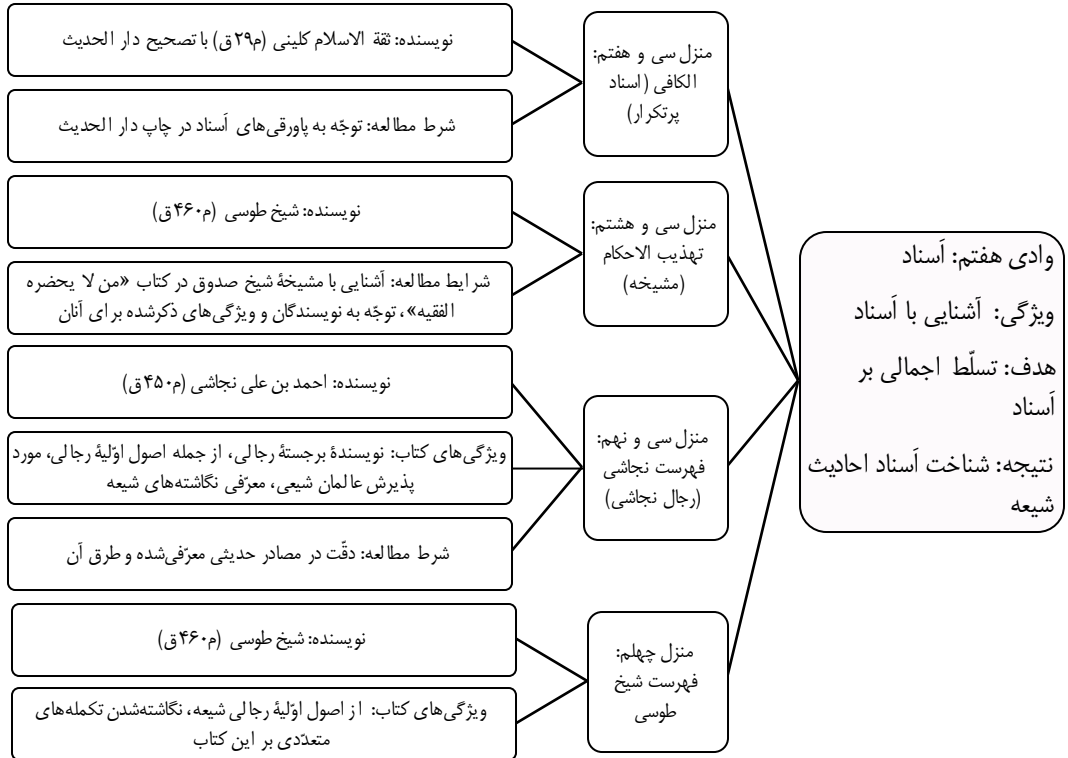 وادی هفتم: اَسناد
ویژگی: آشنایی با اَسناد
هدف: تسلّط اجمالی بر
اَسناد
نتیجه: شناخت اَسناد احادیث
شیعه
منزل سی و هفتم:
الکافی (اسناد
پرتکرار)
نویسنده: ثقة الاسلام کلینی (م۲۹ق) با تصحیح دار الحدیث
شرط مطالعه: توجّه به پاورقی‌های اَسناد در چاپ دار الحدیث
منزل سی و هشتم:
تهذیب الاحکام
(مشیخه)
نویسنده: شیخ طوسی (م۴۶۰ق)
شرایط مطالعه: آشنایی با مشیخهٔ شیخ صدوق در کتاب «من لا یحضره
الفقیه»، توجّه به نویسندگان و ویژگی‌های ذکرشده برای آنان
منزل سی و نهم:
فهرست نجاشی
(رجال نجاشی)
نویسنده: احمد بن علی نجاشی (م۴۵۰ق)
ویژگی‌های کتاب: نویسندهٔ برجستهٔ رجالی، از جمله اصول اوّلیهٔ رجالی، مورد
پذیرش عالمان شیعی، معرّفی نگاشته‌های شیعه
شرط مطالعه: دقّت در مصادر حدیثی معرّفی‌شده و طرق آن
منزل چهلم:
فهرست شیخ
طوسی
نویسنده: شیخ طوسی (م۴۶۰ق)
ویژگی‌های کتاب: از اصول اوّلیهٔ رجالی شیعه، نگاشته‌شدن تکمله‌های
متعدّدی بر این کتاب